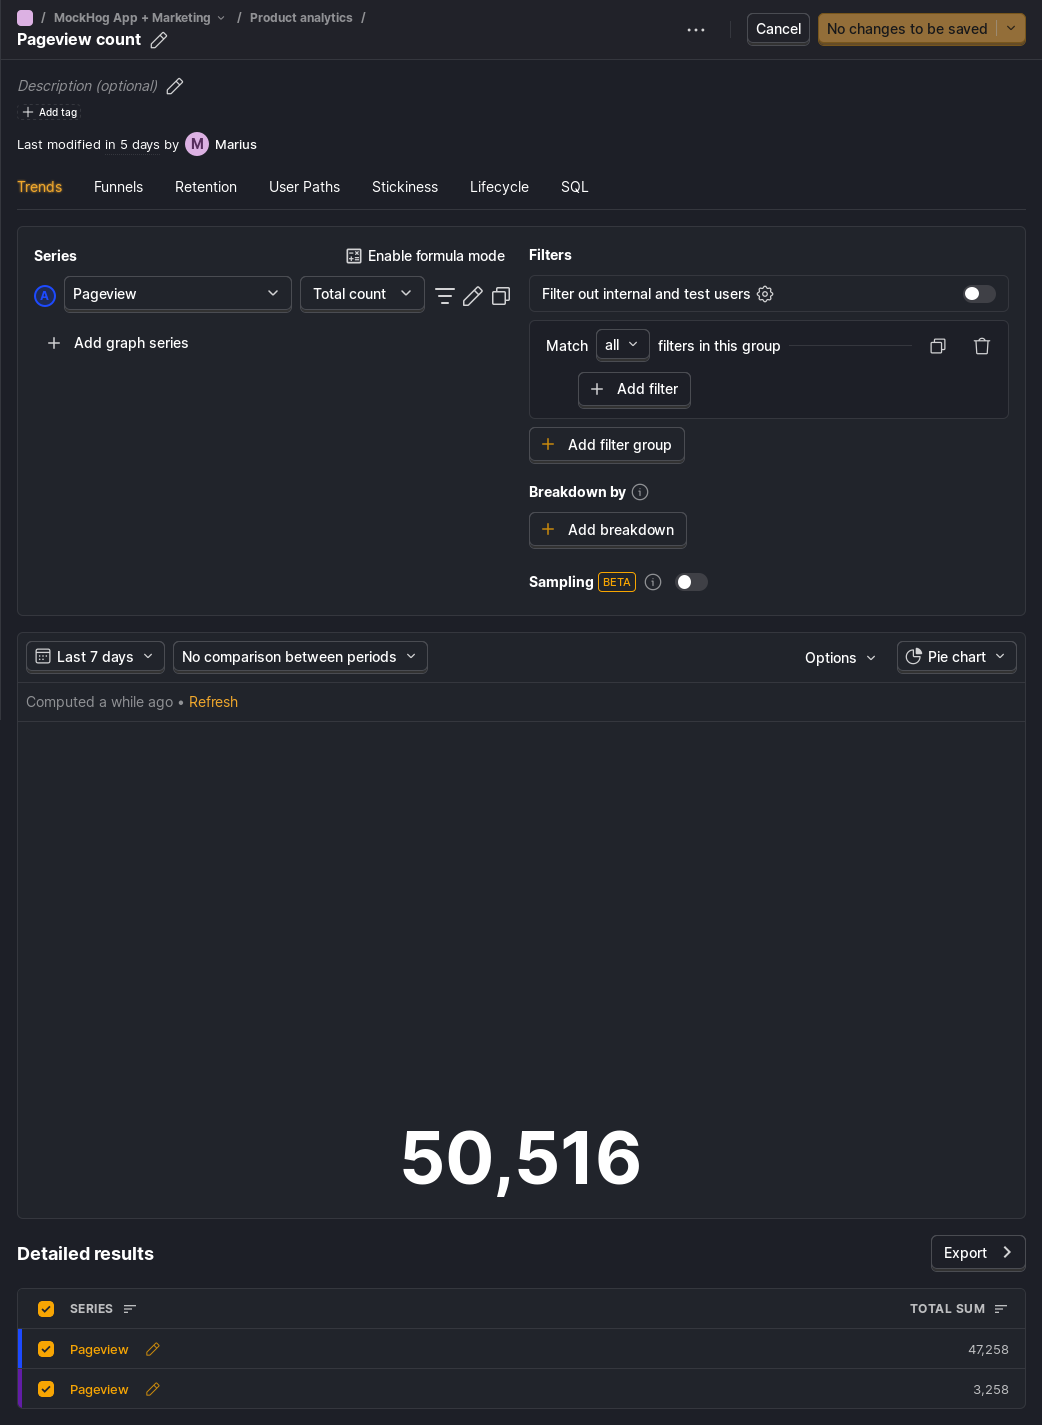 / MockHog App + Marketing / Product analytics /
Pageview count
Cancel
No changes to be saved
Description (optional)
Add tag
Last modified in 5 days by M Marius
Trends Funnels Retention User Paths Stickiness Lifecycle SQL
Series
Enable formula mode
A Pageview Total count
Add graph series
Filters
Filter out internal and test users
Match all filters in this group
Add filter
Add filter group
Breakdown by
Add breakdown
Sampling BETA
Last 7 days No comparison between periods Options Pie chart
Computed a while ago • Refresh
50,516
Detailed results
Export
SERIES TOTAL SUM
Pageview 47,258
Pageview 3,258